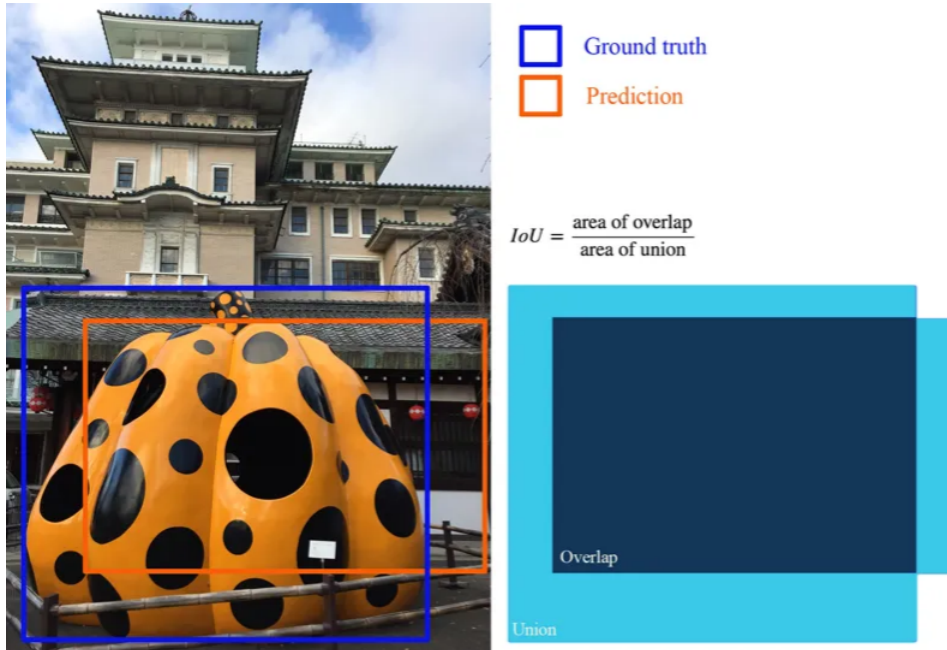 Ground truth
Prediction
IoU = area of overlap / area of union
Overlap
Union